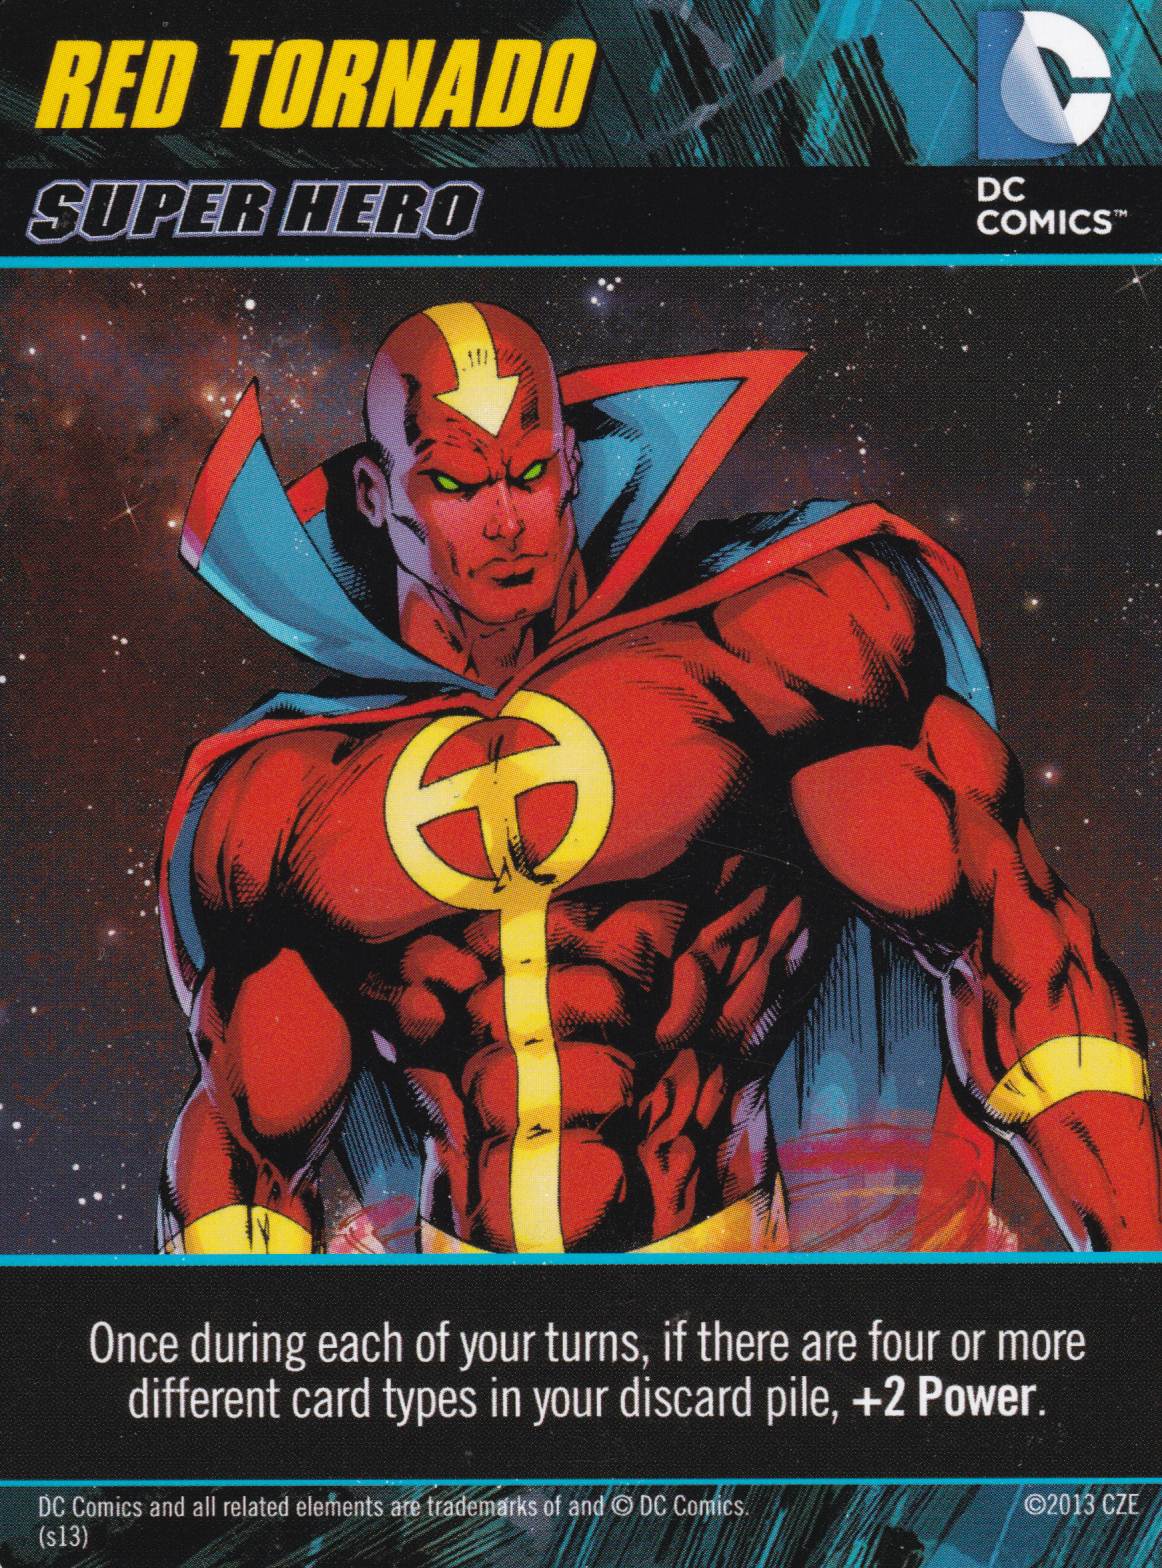 RED TORNADO
SUPER HERO
DC
COMICS™
Once during each of your turns, if there are four or more
different card types in your discard pile, +2 Power.
DC Comics and all related elements are trademarks of and © DC Comics.
(s13)
©2013 CZE